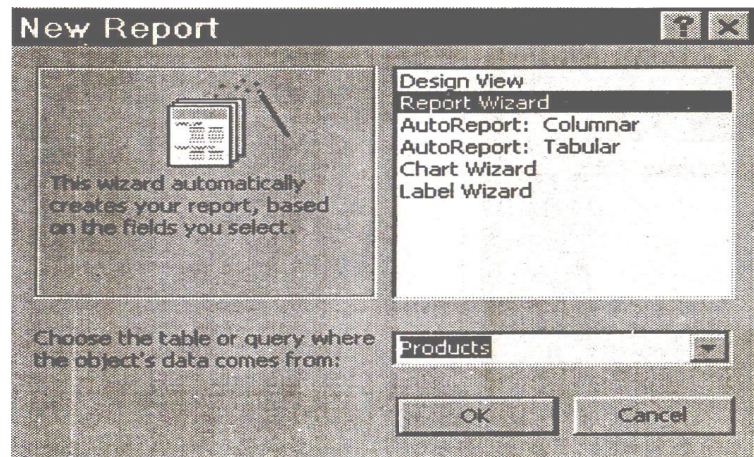 New Report
This wizard automatically
creates your report, based
on the fields you select.
Design View
Report Wizard
AutoReport: Columnar
AutoReport: Tabular
Chart Wizard
Label Wizard
Choose the table or query where
the object's data comes from:
Products
OK
Cancel